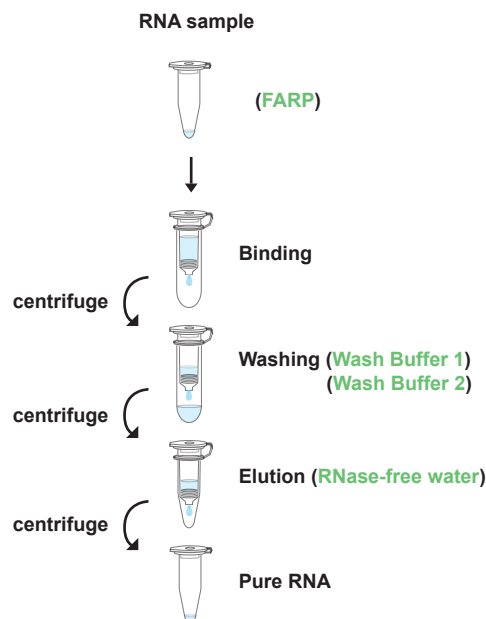 RNA sample
(FARP)
Binding
centrifuge
Washing (Wash Buffer 1)
(Wash Buffer 2)
centrifuge
Elution (RNase-free water)
centrifuge
Pure RNA